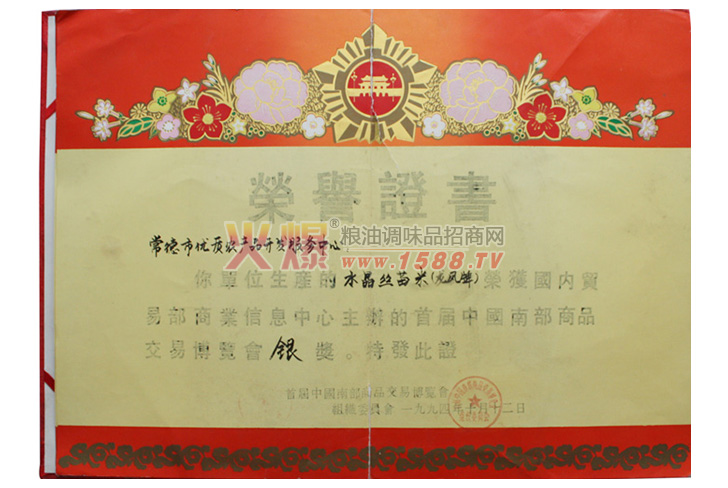 榮譽證書
常德市优质农产品开发服务中心
你單位生産的水晶丝苗米(龙凤牌)榮獲國内貿
易部商業信息中心主辦的首届中國南部商品
交易博覽會銀獎。特發此證
首届中國南部商品交易博覽會
組織委員會 一九九四年十月十二日
火爆®粮油调味品招商网
www.1588.TV